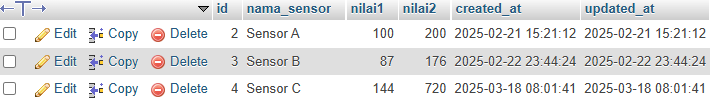 id nama_sensor nilai1 nilai2 created_at updated_at
Edit Copy Delete 2 Sensor A 100 200 2025-02-21 15:21:12 2025-02-21 15:21:12
Edit Copy Delete 3 Sensor B 87 176 2025-02-22 23:44:24 2025-02-22 23:44:24
Edit Copy Delete 4 Sensor C 144 720 2025-03-18 08:01:41 2025-03-18 08:01:41